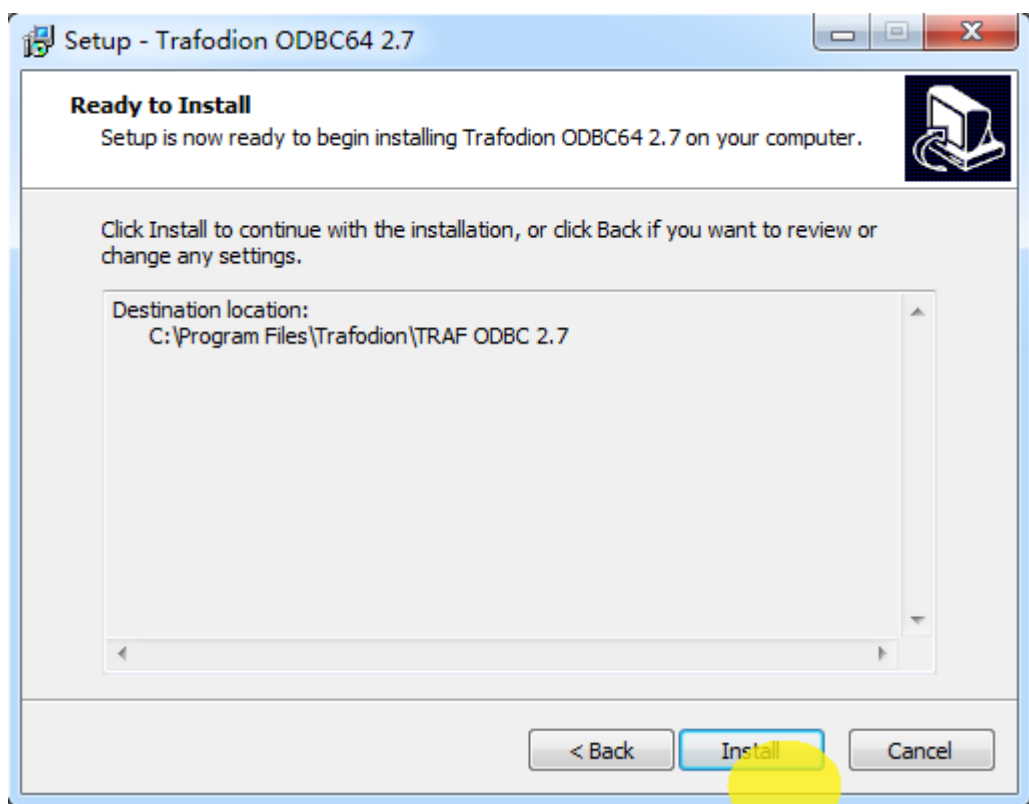 Setup - Trafodion ODBC64 2.7
Ready to Install
Setup is now ready to begin installing Trafodion ODBC64 2.7 on your computer.
Click Install to continue with the installation, or click Back if you want to review or
change any settings.
Destination location:
C:\Program Files\Trafodion\TRAF ODBC 2.7
< Back
Install
Cancel